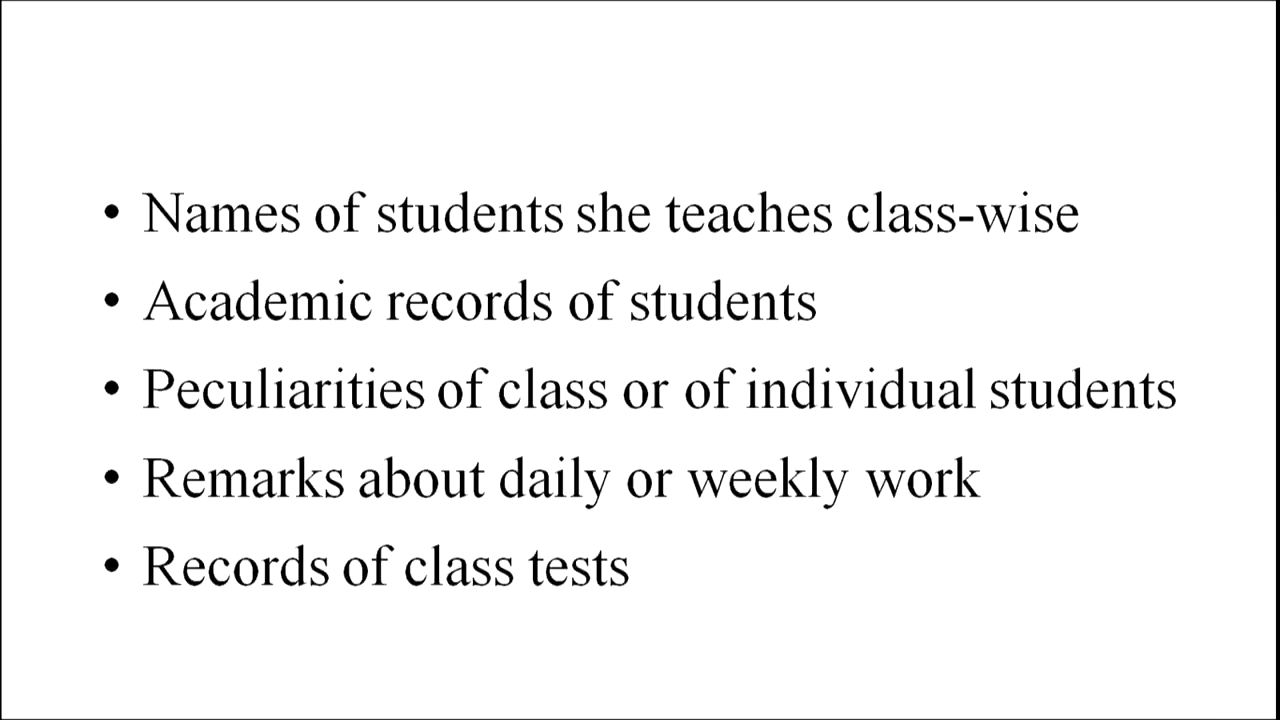 • Names of students she teaches class-wise
• Academic records of students
• Peculiarities of class or of individual students
• Remarks about daily or weekly work
• Records of class tests